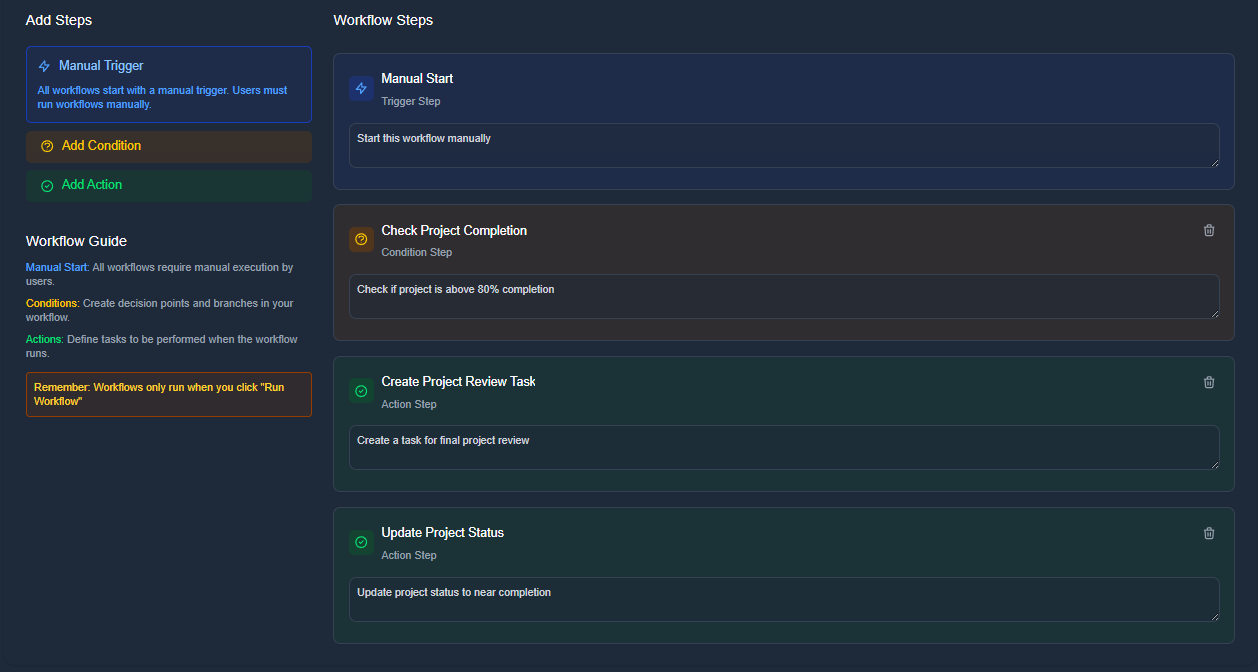 Add Steps
Manual Trigger
All workflows start with a manual trigger. Users must
run workflows manually.
Add Condition
Add Action
Workflow Guide
Manual Start: All workflows require manual execution by
users.
Conditions: Create decision points and branches in your
workflow.
Actions: Define tasks to be performed when the workflow
runs.
Remember: Workflows only run when you click "Run
Workflow"
Workflow Steps
Manual Start
Trigger Step
Start this workflow manually
Check Project Completion
Condition Step
Check if project is above 80% completion
Create Project Review Task
Action Step
Create a task for final project review
Update Project Status
Action Step
Update project status to near completion